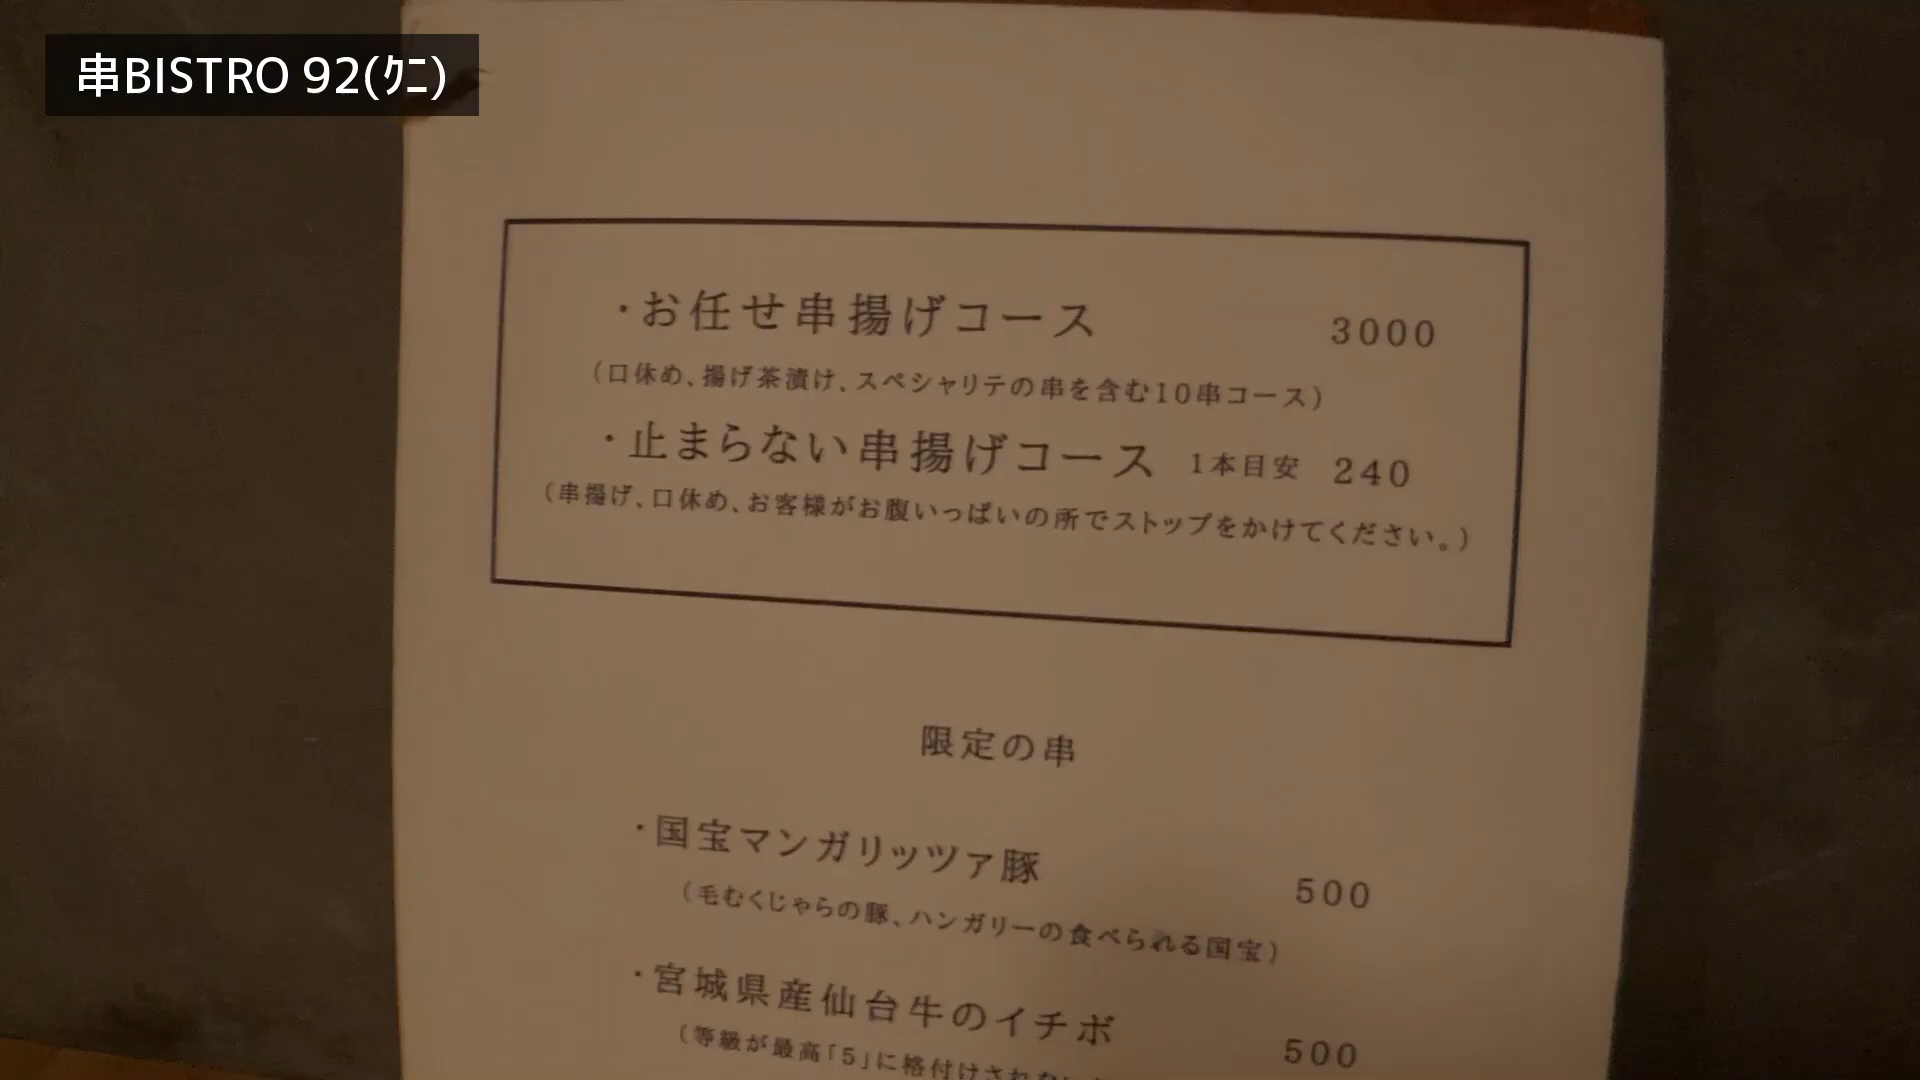 串BISTRO 92(ｸﾆ)
・お任せ串揚げコース 3000
（口休め、揚げ茶漬け、スペシャリテの串を含む10串コース）
・止まらない串揚げコース 1本目安 240
（串揚げ、口休め、お客様がお腹いっぱいの所でストップをかけてください。）
限定の串
・国宝マンガリッツァ豚 500
（毛むくじゃらの豚、ハンガリーの食べられる国宝）
・宮城県産仙台牛のイチボ 500
（等級が最高「5」に格付けされない